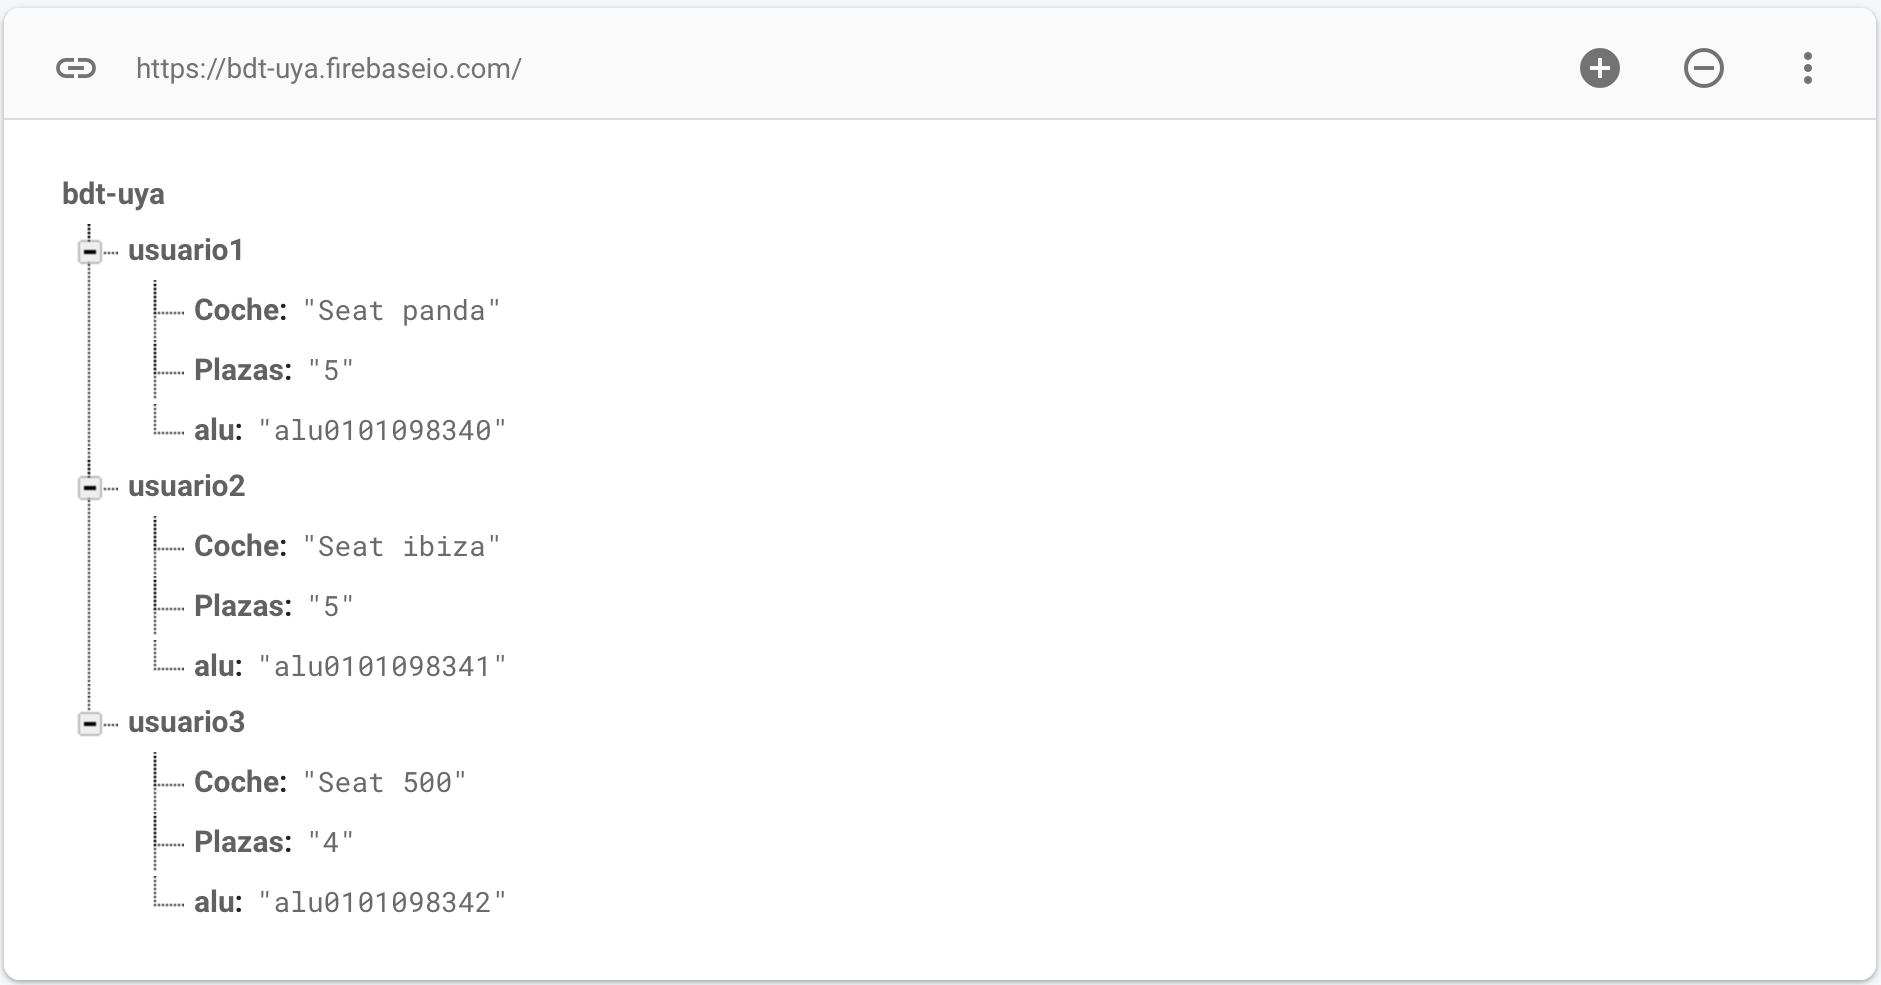 https://bdt-uya.firebaseio.com/
bdt-uya
usuario1
Coche: "Seat panda"
Plazas: "5"
alu: "alu0101098340"
usuario2
Coche: "Seat ibiza"
Plazas: "5"
alu: "alu0101098341"
usuario3
Coche: "Seat 500"
Plazas: "4"
alu: "alu0101098342"